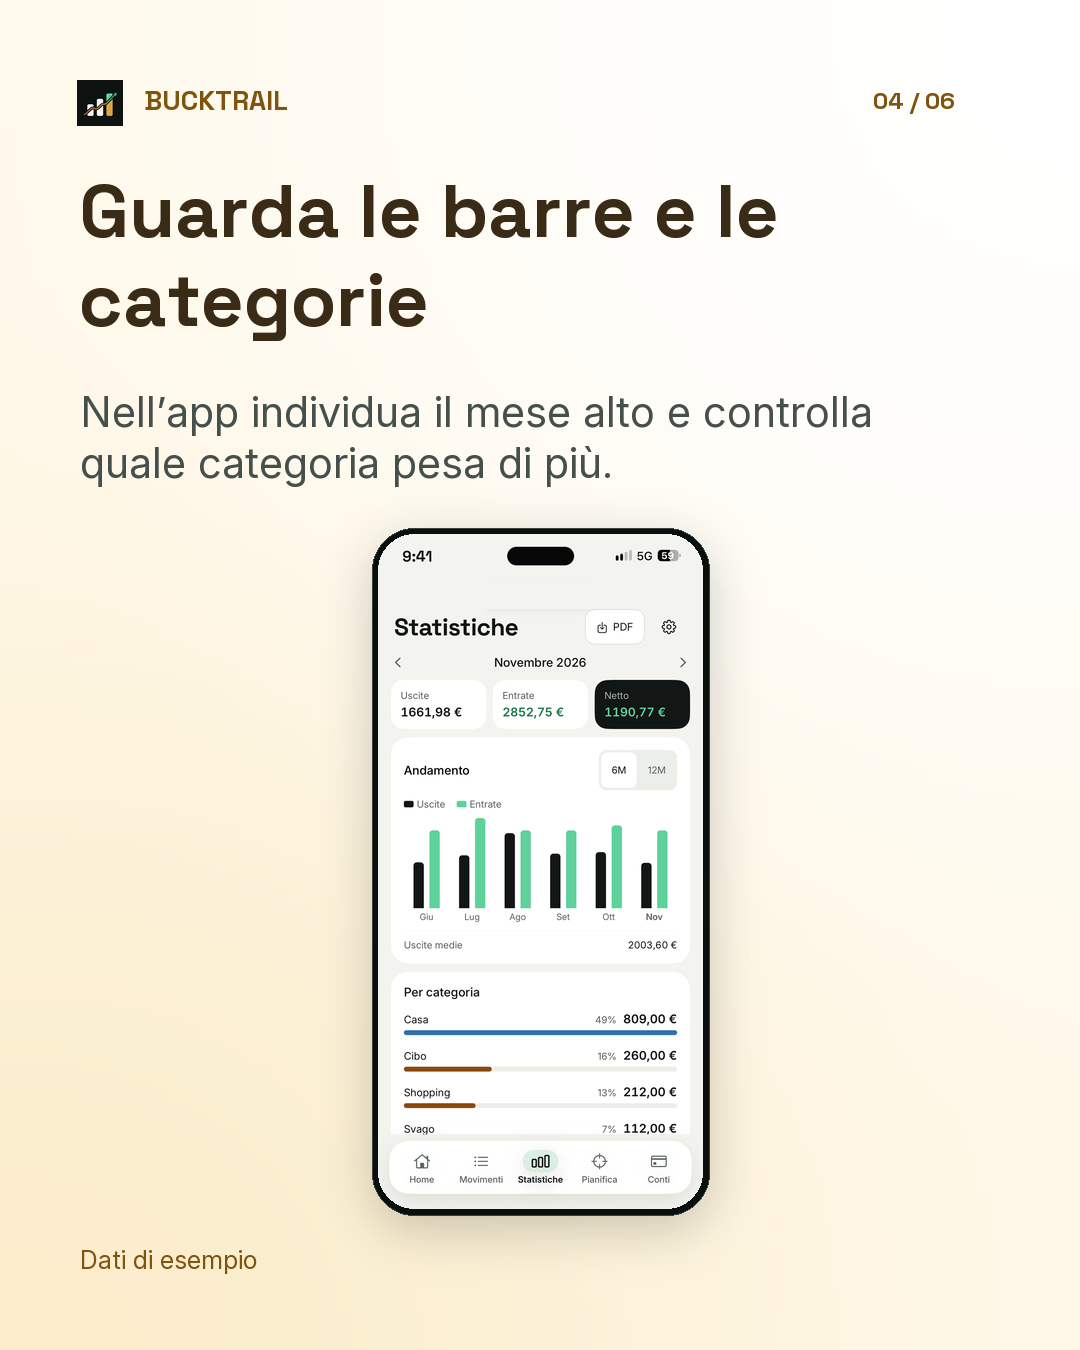 BUCKTRAIL
04 / 06
Guarda le barre e le
categorie
Nell’app individua il mese alto e controlla
quale categoria pesa di più.
9:41
5G 59
Statistiche
PDF
Novembre 2026
Uscite
1661,98 €
Entrate
2852,75 €
Netto
1190,77 €
Andamento
6M 12M
Uscite Entrate
Giu Lug Ago Set Ott Nov
Uscite medie 2003,60 €
Per categoria
Casa 49% 809,00 €
Cibo 16% 260,00 €
Shopping 13% 212,00 €
Svago 7% 112,00 €
Home Movimenti Statistiche Pianifica Conti
Dati di esempio